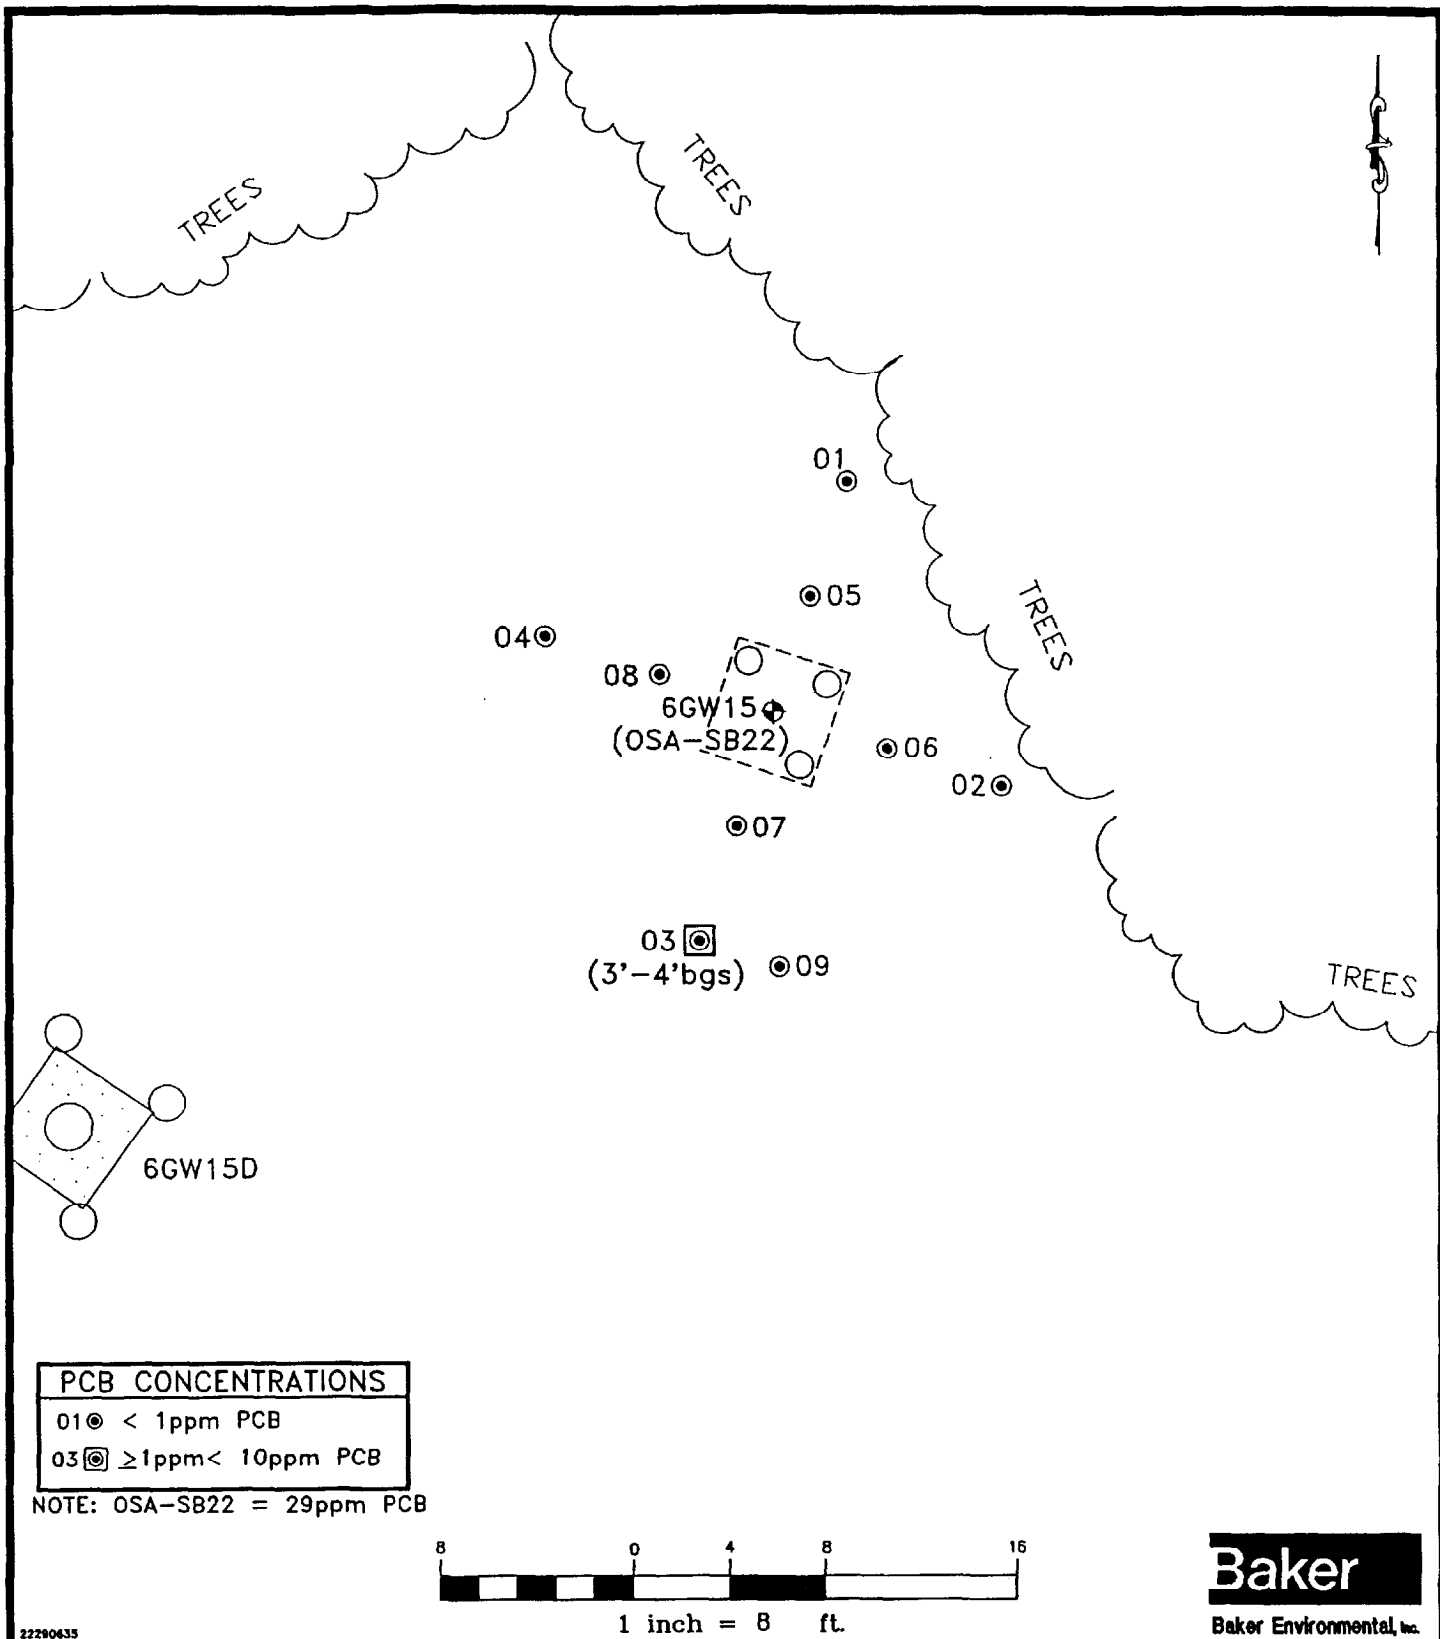 TREES
TREES
01
05
TREES
04
08
6GW15
(OSA-SB22)
06
02
07
03
(3'-4'bgs)
09
TREES
6GW15D
PCB CONCENTRATIONS
01 < 1ppm PCB
03 ≥1ppm< 10ppm PCB
NOTE: OSA-SB22 = 29ppm PCB
8 0 4 8 16
1 inch = 8 ft.
Baker
Baker Environmental, Inc.
22290635